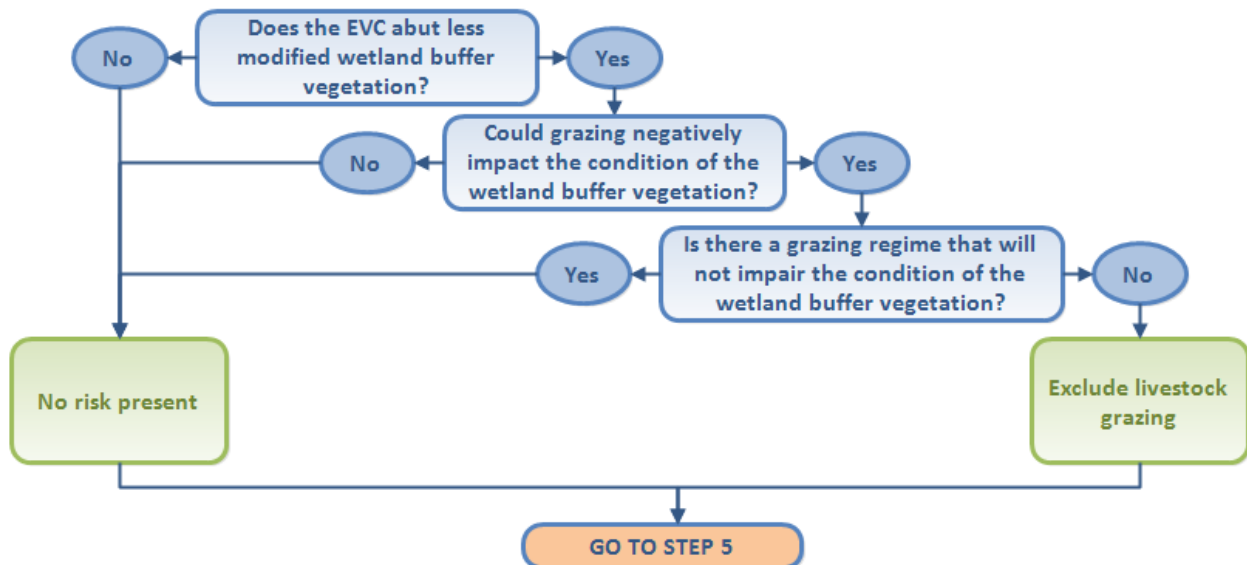 Does the EVC abut less
modified wetland buffer
vegetation?
No
Yes
Could grazing negatively
impact the condition of the
wetland buffer vegetation?
No
Yes
Is there a grazing regime that will
not impair the condition of the
wetland buffer vegetation?
Yes
No
No risk present
Exclude livestock
grazing
GO TO STEP 5